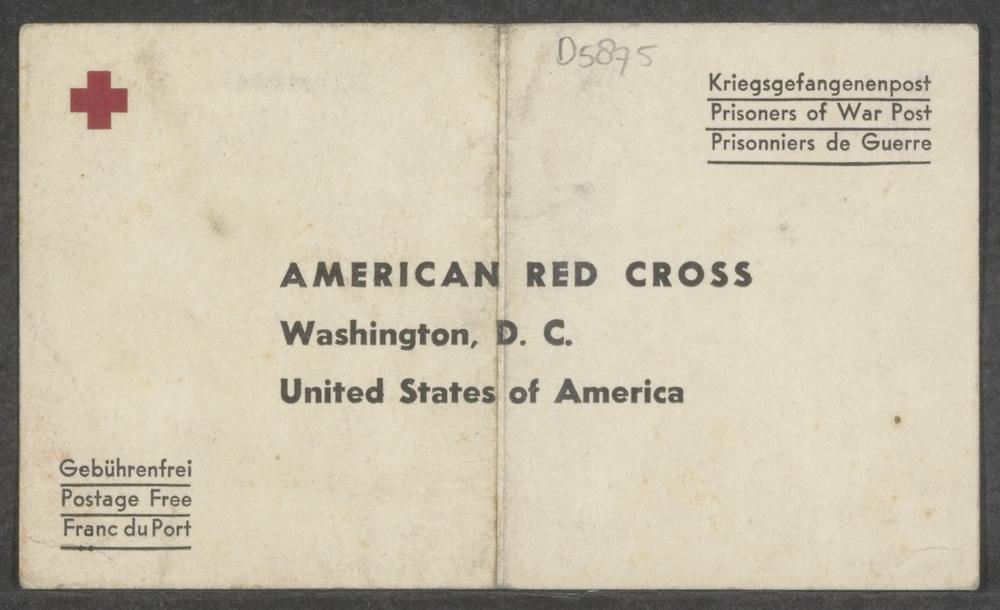 D5875
Kriegsgefangenenpost
Prisoners of War Post
Prisonniers de Guerre
AMERICAN RED CROSS
Washington, D. C.
United States of America
Gebührenfrei
Postage Free
Franc du Port